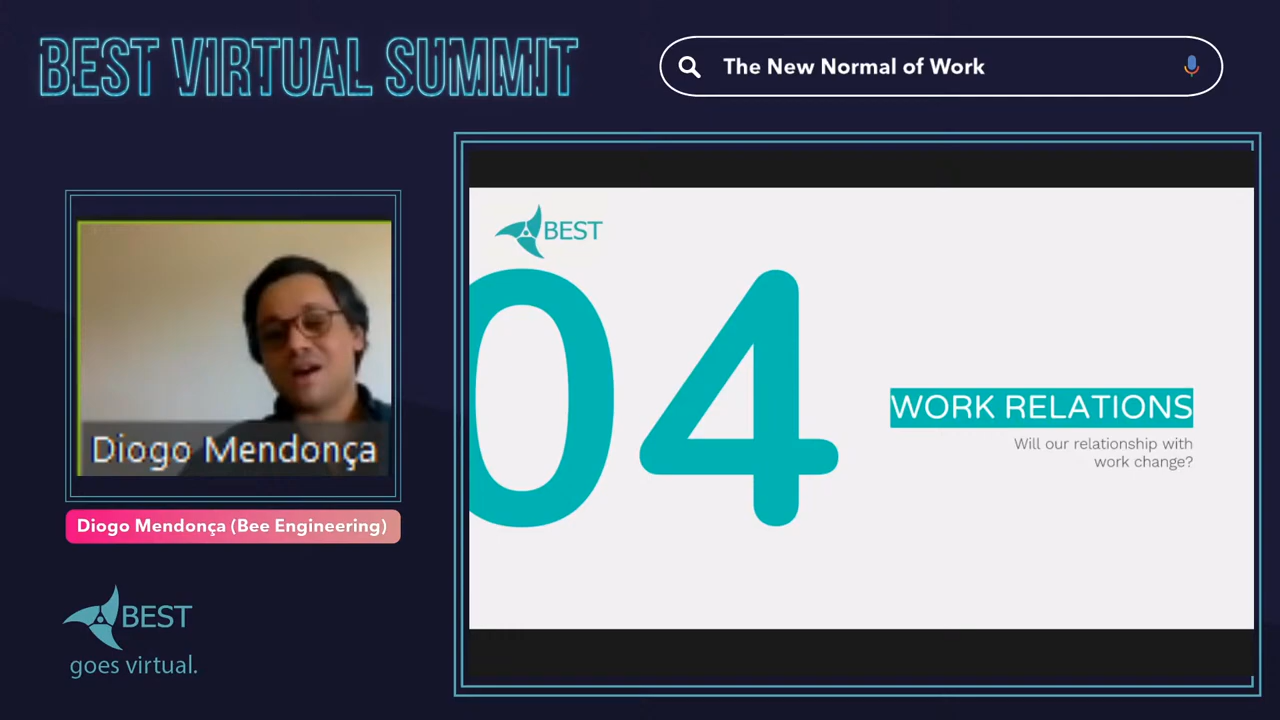 BEST VIRTUAL SUMMIT
The New Normal of Work
BEST
04
WORK RELATIONS
Will our relationship with
work change?
Diogo Mendonça
Diogo Mendonça (Bee Engineering)
BEST
goes virtual.